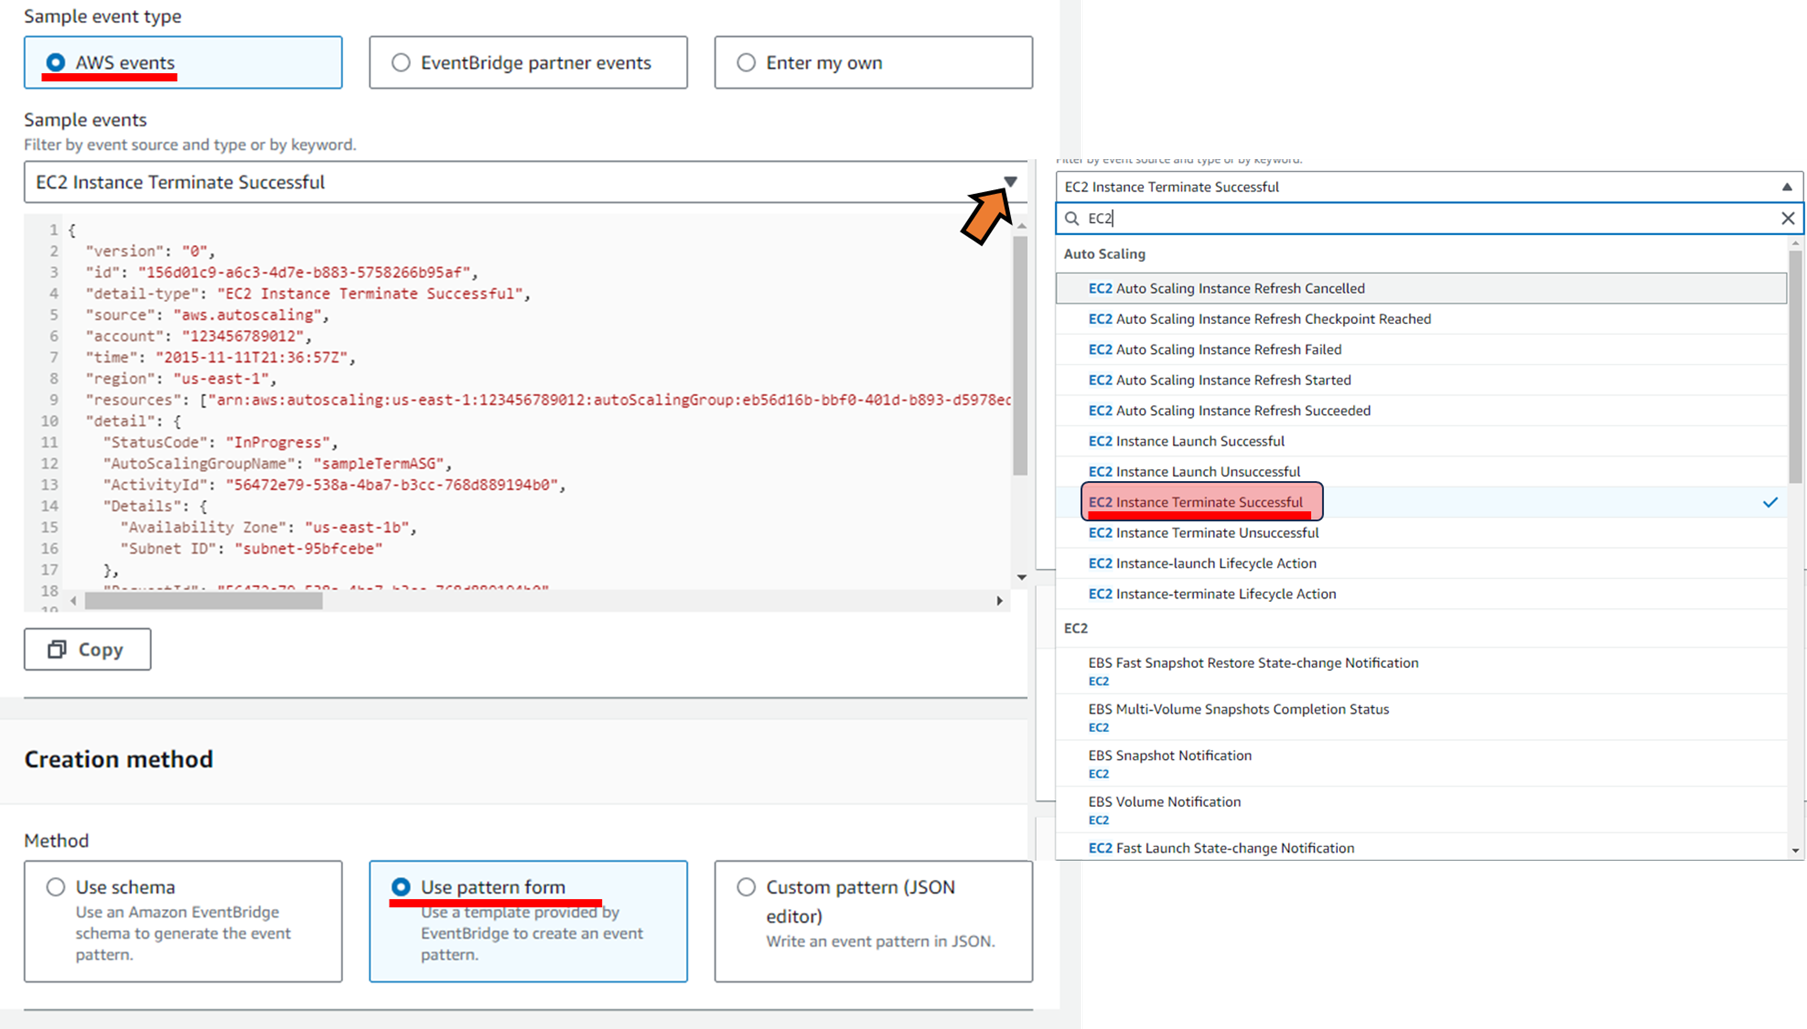 Sample event type
AWS events
EventBridge partner events
Enter my own
Sample events
Filter by event source and type or by keyword.
EC2 Instance Terminate Successful
1 {
2 "version": "0",
3 "id": "156d01c9-a6c3-4d7e-b883-5758266b95af",
4 "detail-type": "EC2 Instance Terminate Successful",
5 "source": "aws.autoscaling",
6 "account": "123456789012",
7 "time": "2015-11-11T21:36:57Z",
8 "region": "us-east-1",
9 "resources": ["arn:aws:autoscaling:us-east-1:123456789012:autoScalingGroup:eb56d16b-bbf0-401d-b893-d5978ec
10 "detail": {
11 "StatusCode": "InProgress",
12 "AutoScalingGroupName": "sampleTermASG",
13 "ActivityId": "56472e79-538a-4ba7-b3cc-768d889194b0",
14 "Details": {
15 "Availability Zone": "us-east-1b",
16 "Subnet ID": "subnet-95bfcebe"
17 },
18 "RequestId": "56472e79-538a-4ba7-b3cc-768d889194b0"
19
Copy
Creation method
Method
Use schema
Use an Amazon EventBridge
schema to generate the event
pattern.
Use pattern form
Use a template provided by
EventBridge to create an event
pattern.
Custom pattern (JSON
editor)
Write an event pattern in JSON.
Filter by event source and type or by keyword.
EC2 Instance Terminate Successful
EC2
Auto Scaling
EC2 Auto Scaling Instance Refresh Cancelled
EC2 Auto Scaling Instance Refresh Checkpoint Reached
EC2 Auto Scaling Instance Refresh Failed
EC2 Auto Scaling Instance Refresh Started
EC2 Auto Scaling Instance Refresh Succeeded
EC2 Instance Launch Successful
EC2 Instance Launch Unsuccessful
EC2 Instance Terminate Successful
EC2 Instance Terminate Unsuccessful
EC2 Instance-launch Lifecycle Action
EC2 Instance-terminate Lifecycle Action
EC2
EBS Fast Snapshot Restore State-change Notification
EC2
EBS Multi-Volume Snapshots Completion Status
EC2
EBS Snapshot Notification
EC2
EBS Volume Notification
EC2
EC2 Fast Launch State-change Notification